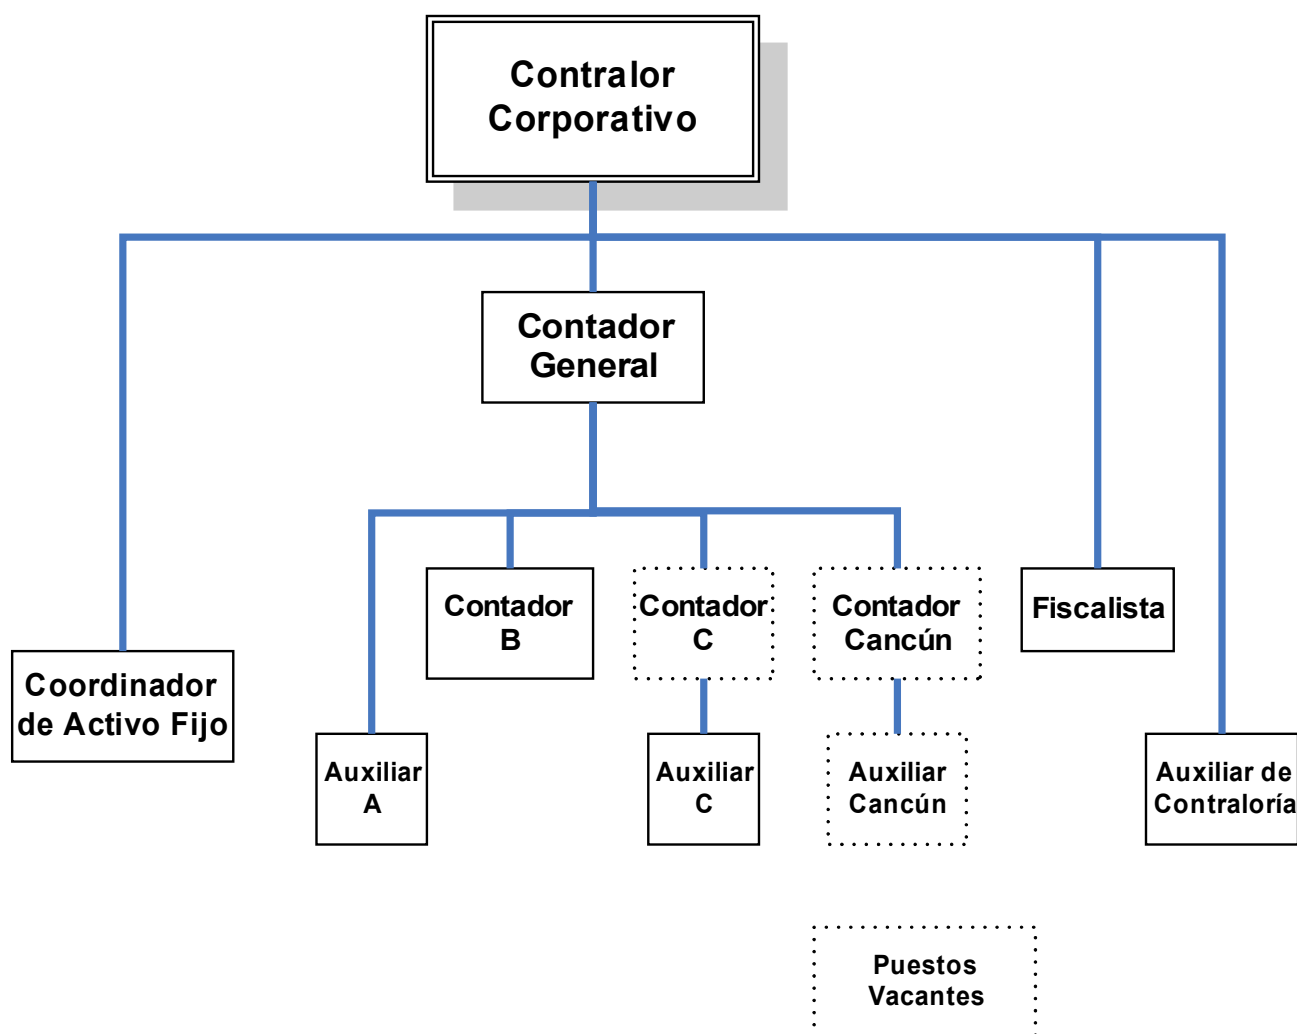 Contralor
Corporativo
Contador
General
Contador
B
Contador
C
Contador
Cancún
Fiscalista
Coordinador
de Activo Fijo
Auxiliar
A
Auxiliar
C
Auxiliar
Cancún
Auxiliar de
Contraloría
Puestos
Vacantes